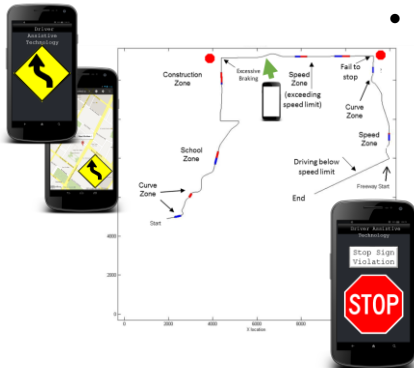 Driver
Assistive
Technology
Construction
Zone
Excessive
Braking
Speed
Zone
(exceeding
speed limit)
Fail to
stop
Curve
Zone
Speed
Zone
School
Zone
Driving below
speed limit
Curve
Zone
Start
End
Freeway Start
4000
2000
0
0
2000
4000
6000
8000
X location
Driver Assistive
Technology
Stop Sign
Violation
STOP